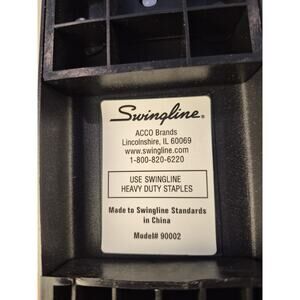 Swingline®
ACCO Brands
Lincolnshire, IL 60069
www.swingline.com
1-800-820-6220
USE SWINGLINE
HEAVY DUTY STAPLES
Made to Swingline Standards
in China
Model# 90002